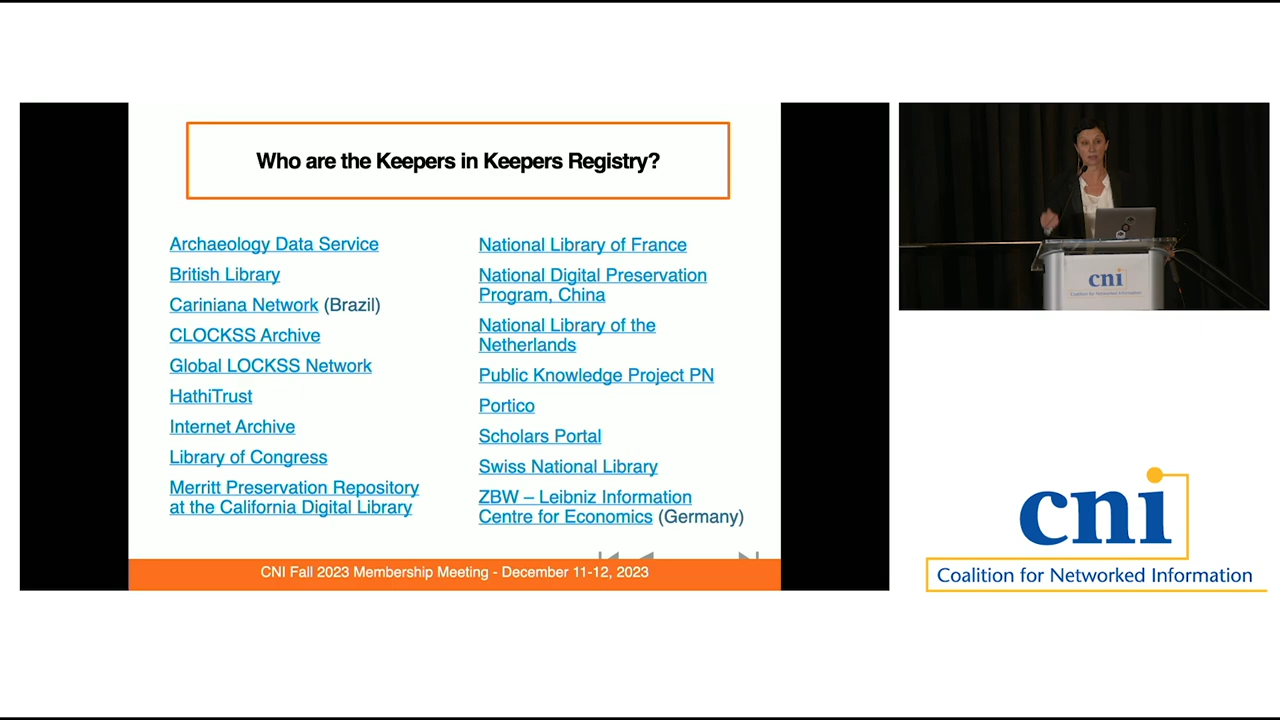 Who are the Keepers in Keepers Registry?
Archaeology Data Service
British Library
Cariniana Network (Brazil)
CLOCKSS Archive
Global LOCKSS Network
HathiTrust
Internet Archive
Library of Congress
Merritt Preservation Repository
at the California Digital Library
National Library of France
National Digital Preservation
Program, China
National Library of the
Netherlands
Public Knowledge Project PN
Portico
Scholars Portal
Swiss National Library
ZBW – Leibniz Information
Centre for Economics (Germany)
CNI Fall 2023 Membership Meeting - December 11-12, 2023
cni
Coalition for Networked Information
cni
Coalition for Networked Information